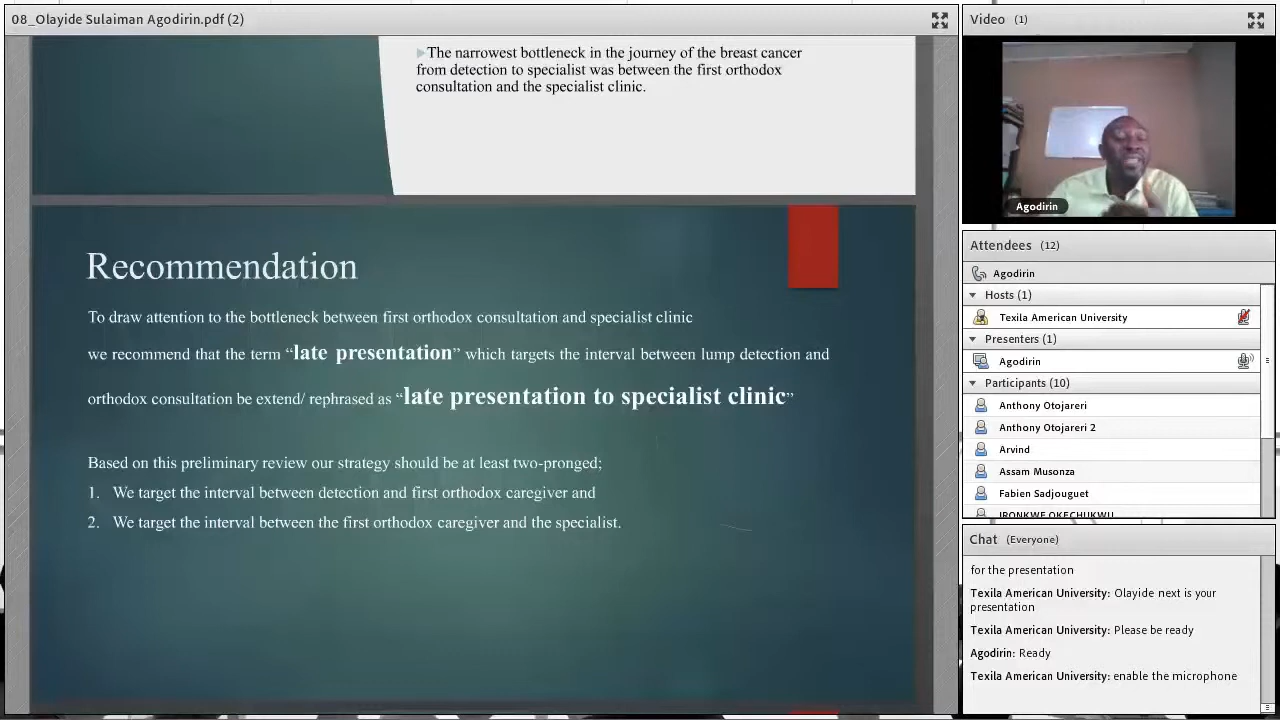 08_Olayide Sulaiman Agodirin.pdf (2)
The narrowest bottleneck in the journey of the breast cancer
from detection to specialist was between the first orthodox
consultation and the specialist clinic.
Recommendation
To draw attention to the bottleneck between first orthodox consultation and specialist clinic
we recommend that the term “late presentation” which targets the interval between lump detection and
orthodox consultation be extend/ rephrased as “late presentation to specialist clinic”
Based on this preliminary review our strategy should be at least two-pronged;
1. We target the interval between detection and first orthodox caregiver and
2. We target the interval between the first orthodox caregiver and the specialist.
Video (1)
Agodirin
Attendees (12)
Agodirin
Hosts (1)
Texila American University
Presenters (1)
Agodirin
Participants (10)
Anthony Otojareri
Anthony Otojareri 2
Arvind
Assam Musonza
Fabien Sadjouguet
IRONKWE OKECHUKWU
Chat (Everyone)
for the presentation
Texila American University: Olayide next is your
presentation
Texila American University: Please be ready
Agodirin: Ready
Texila American University: enable the microphone